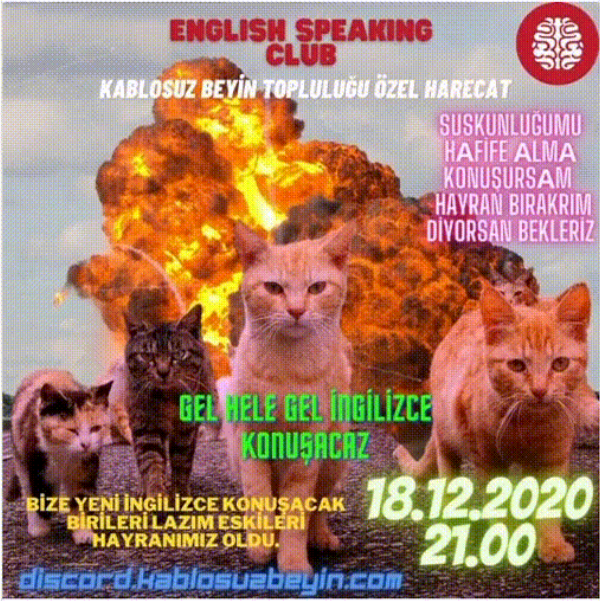 ENGLISH SPEAKING
CLUB
KABLOSUZ BEYİN TOPLULUĞU ÖZEL HARECAT
SUSKUNLUĞUMU
HAFİFE ALMA
KONUŞURSAM
HAYRAN BIRAKRIM
DİYORSAN BEKLERİZ
GEL HELE GEL İNGİLİZCE
KONUŞACAZ
BİZE YENİ İNGİLİZCE KONUŞACAK
BİRİLERİ LAZIM ESKİLERİ
HAYRANIMIZ OLDU.
18.12.2020
21.00
discord.kablosuzbeyin.com